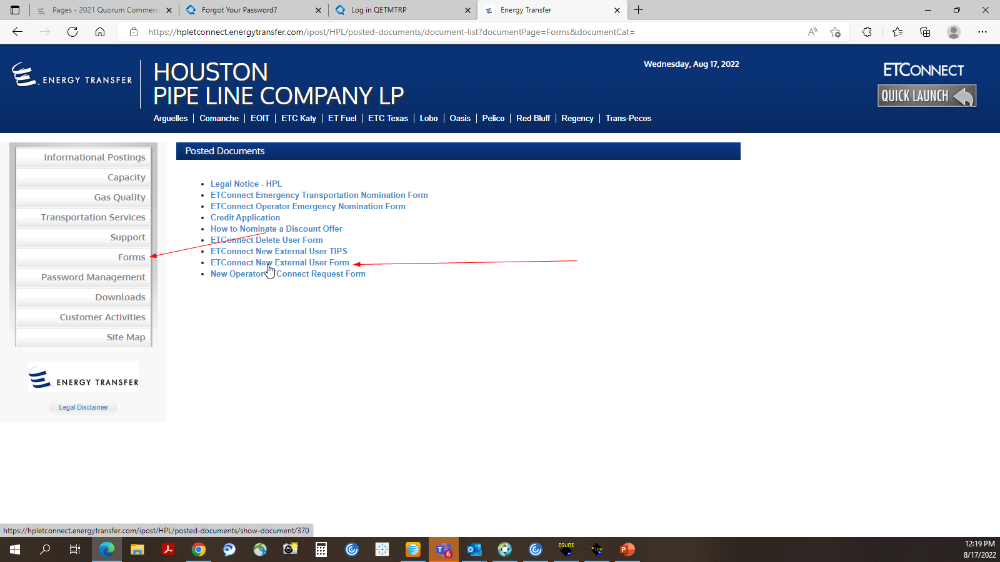 Pages - 2021 Quorum Commerci
Forgot Your Password?
Log in QETMTRP
Energy Transfer
https://hpletconnect.energytransfer.com/ipost/HPL/posted-documents/document-list?documentPage=Forms&documentCat=
ENERGY TRANSFER
HOUSTON
PIPE LINE COMPANY LP
Wednesday, Aug 17, 2022
ETCONNECT
QUICK LAUNCH
Arguelles Comanche EOIT ETC Katy ET Fuel ETC Texas Lobo Oasis Pelico Red Bluff Regency Trans-Pecos
Informational Postings
Capacity
Gas Quality
Transportation Services
Support
Forms
Password Management
Downloads
Customer Activities
Site Map
ENERGY TRANSFER
Legal Disclaimer
Posted Documents
Legal Notice - HPL
ETConnect Emergency Transportation Nomination Form
ETConnect Operator Emergency Nomination Form
Credit Application
How to Nominate a Discount Offer
ETConnect Delete User Form
ETConnect New External User TIPS
ETConnect New External User Form
New Operator Connect Request Form
https://hpletconnect.energytransfer.com/ipost/HPL/posted-documents/show-document/370
6
ESUITE
Pipe
12:19 PM
8/17/2022